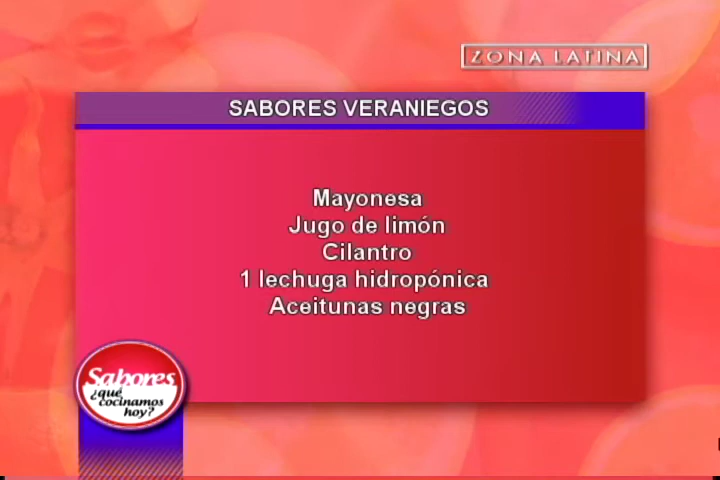 ZONA LATINA
SABORES VERANIEGOS
Mayonesa
Jugo de limón
Cilantro
1 lechuga hidropónica
Aceitunas negras
Sabores
¿qué
cocinamos
hoy?